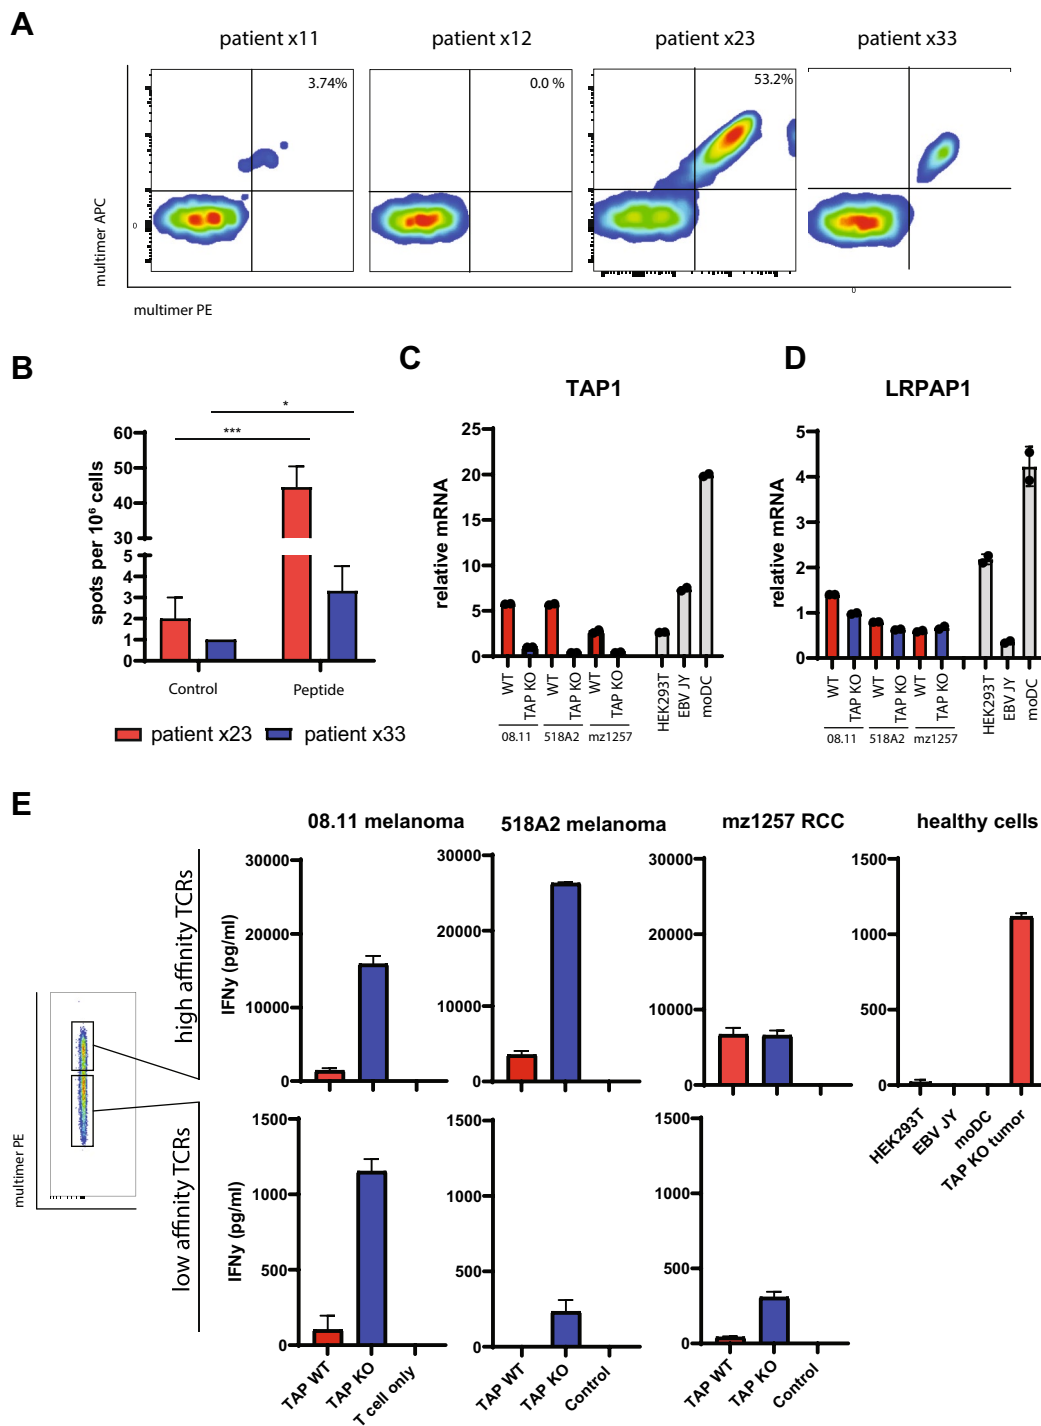 A
patient x11
patient x12
patient x23
patient x33
3.74%
0.0 %
53.2%
multimer APC
0
0
multimer PE
B
spots per 10⁶ cells
60
50
40
30
5
4
3
2
1
0
***
*
Control
Peptide
patient x23
patient x33
C
TAP1
relative mRNA
25
20
15
10
5
0
WT
TAP KO
WT
TAP KO
WT
TAP KO
HEK293T
EBV JY
moDC
08.11
518A2
mz1257
D
LRPAP1
relative mRNA
5
4
3
2
1
0
WT
TAP KO
WT
TAP KO
WT
TAP KO
HEK293T
EBV JY
moDC
08.11
518A2
mz1257
E
08.11 melanoma
518A2 melanoma
mz1257 RCC
healthy cells
multimer PE
high affinity TCRs
IFNy (pg/ml)
30000
20000
10000
0
30000
20000
10000
0
30000
20000
10000
0
1500
1000
500
0
HEK293T
EBV JY
moDC
TAP KO tumor
low affinity TCRs
IFNy (pg/ml)
1500
1000
500
0
TAP WT
TAP KO
T cell only
1500
1000
500
0
TAP WT
TAP KO
Control
1500
1000
500
0
TAP WT
TAP KO
Control